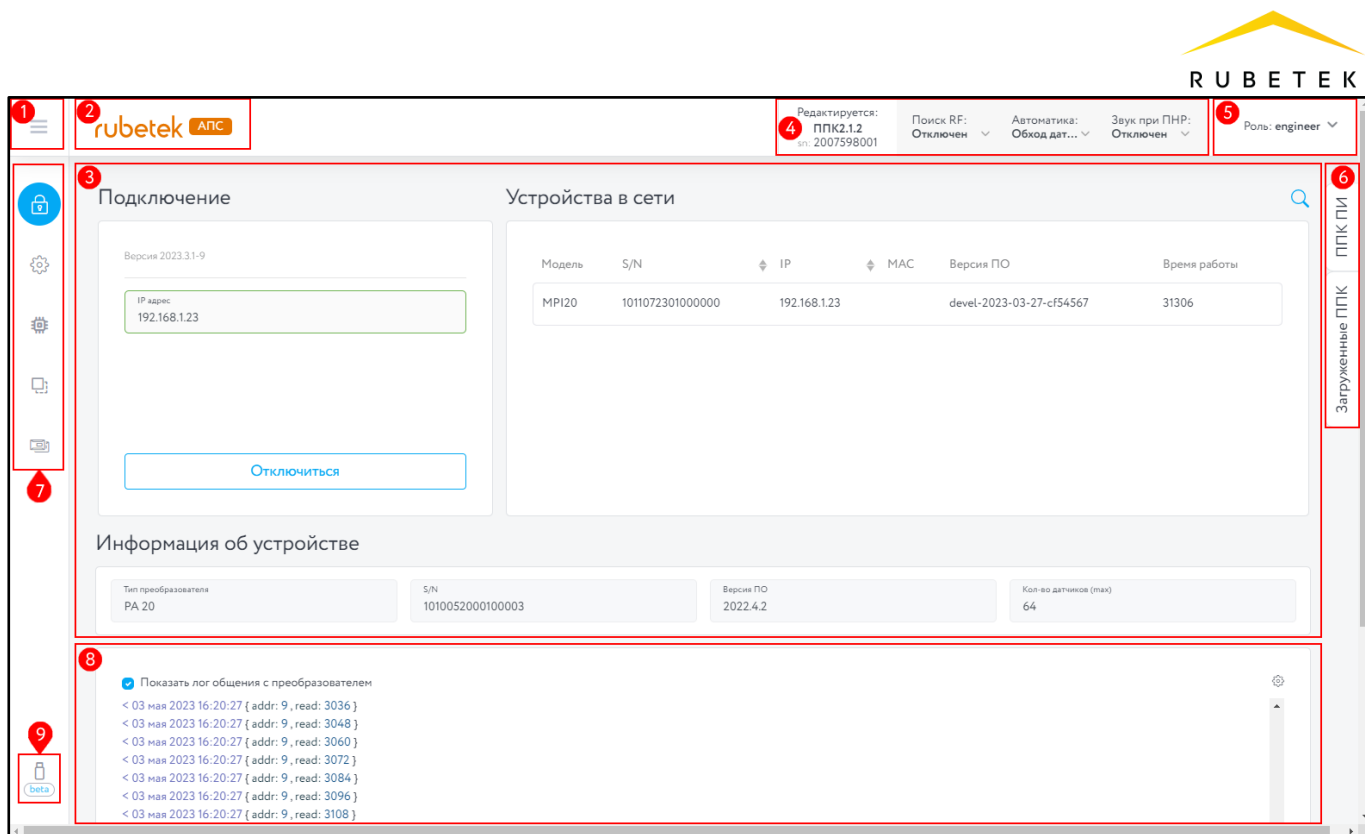 RUBETEK
1
2
rubetek АПС
Редактируется:
4
ППК2.1.2
sn: 2007598001
Поиск RF:
Отключен
Автоматика:
Обход дат...
Звук при ПНР:
Отключен
5
Роль: engineer
3
Подключение
Версия 2023.3.1-9
IP адрес
192.168.1.23
Отключиться
Устройства в сети
Модель S/N IP MAC Версия ПО Время работы
MPI20 1011072301000000 192.168.1.23 devel-2023-03-27-cf54567 31306
6
ППК ПИ
Загруженные ППК
7
Информация об устройстве
Тип преобразователя
PA 20
S/N
1010052000100003
Версия ПО
2022.4.2
Кол-во датчиков (max)
64
8
Показать лог общения с преобразователем
< 03 мая 2023 16:20:27 { addr: 9 , read: 3036 }
< 03 мая 2023 16:20:27 { addr: 9 , read: 3048 }
< 03 мая 2023 16:20:27 { addr: 9 , read: 3060 }
< 03 мая 2023 16:20:27 { addr: 9 , read: 3072 }
< 03 мая 2023 16:20:27 { addr: 9 , read: 3084 }
< 03 мая 2023 16:20:27 { addr: 9 , read: 3096 }
< 03 мая 2023 16:20:27 { addr: 9 , read: 3108 }
9
beta